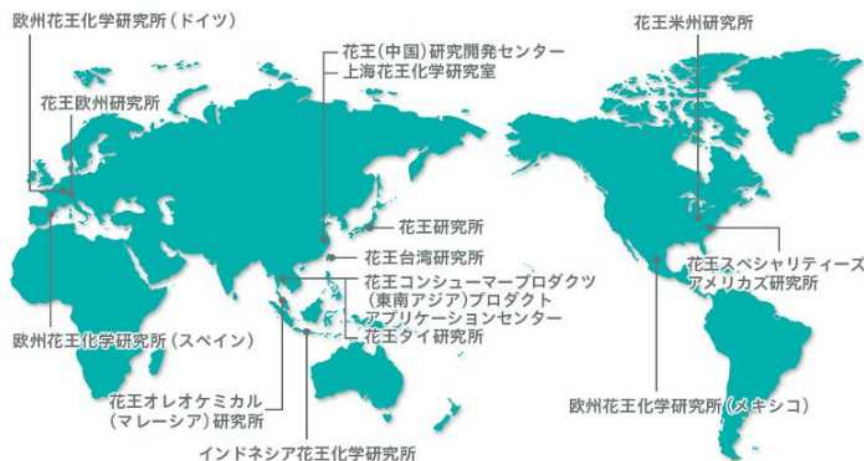 欧州花王化学研究所(ドイツ)
花王欧州研究所
花王(中国)研究開発センター
上海花王化学研究室
花王米州研究所
花王研究所
花王台湾研究所
花王コンシューマープロダクツ
(東南アジア)プロダクト
アプリケーションセンター
花王タイ研究所
花王スペシャリティーズ
アメリカズ研究所
欧州花王化学研究所(スペイン)
花王オレオケミカル
(マレーシア)研究所
インドネシア花王化学研究所
欧州花王化学研究所(メキシコ)